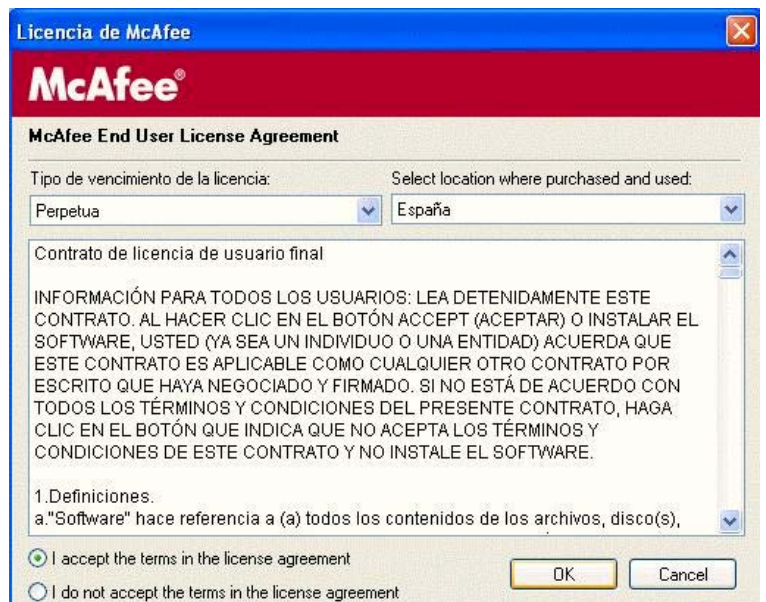 Licencia de McAfee
McAfee®
McAfee End User License Agreement
Tipo de vencimiento de la licencia:
Select location where purchased and used:
Perpetua
España
Contrato de licencia de usuario final
INFORMACIÓN PARA TODOS LOS USUARIOS: LEA DETENIDAMENTE ESTE
CONTRATO. AL HACER CLIC EN EL BOTÓN ACCEPT (ACEPTAR) O INSTALAR EL
SOFTWARE, USTED (YA SEA UN INDIVIDUO O UNA ENTIDAD) ACUERDA QUE
ESTE CONTRATO ES APLICABLE COMO CUALQUIER OTRO CONTRATO POR
ESCRITO QUE HAYA NEGOCIADO Y FIRMADO. SI NO ESTÁ DE ACUERDO CON
TODOS LOS TÉRMINOS Y CONDICIONES DEL PRESENTE CONTRATO, HAGA
CLIC EN EL BOTÓN QUE INDICA QUE NO ACEPTA LOS TÉRMINOS Y
CONDICIONES DE ESTE CONTRATO Y NO INSTALE EL SOFTWARE.
1.Definiciones.
a."Software" hace referencia a (a) todos los contenidos de los archivos, disco(s),
I accept the terms in the license agreement
I do not accept the terms in the license agreement
OK
Cancel